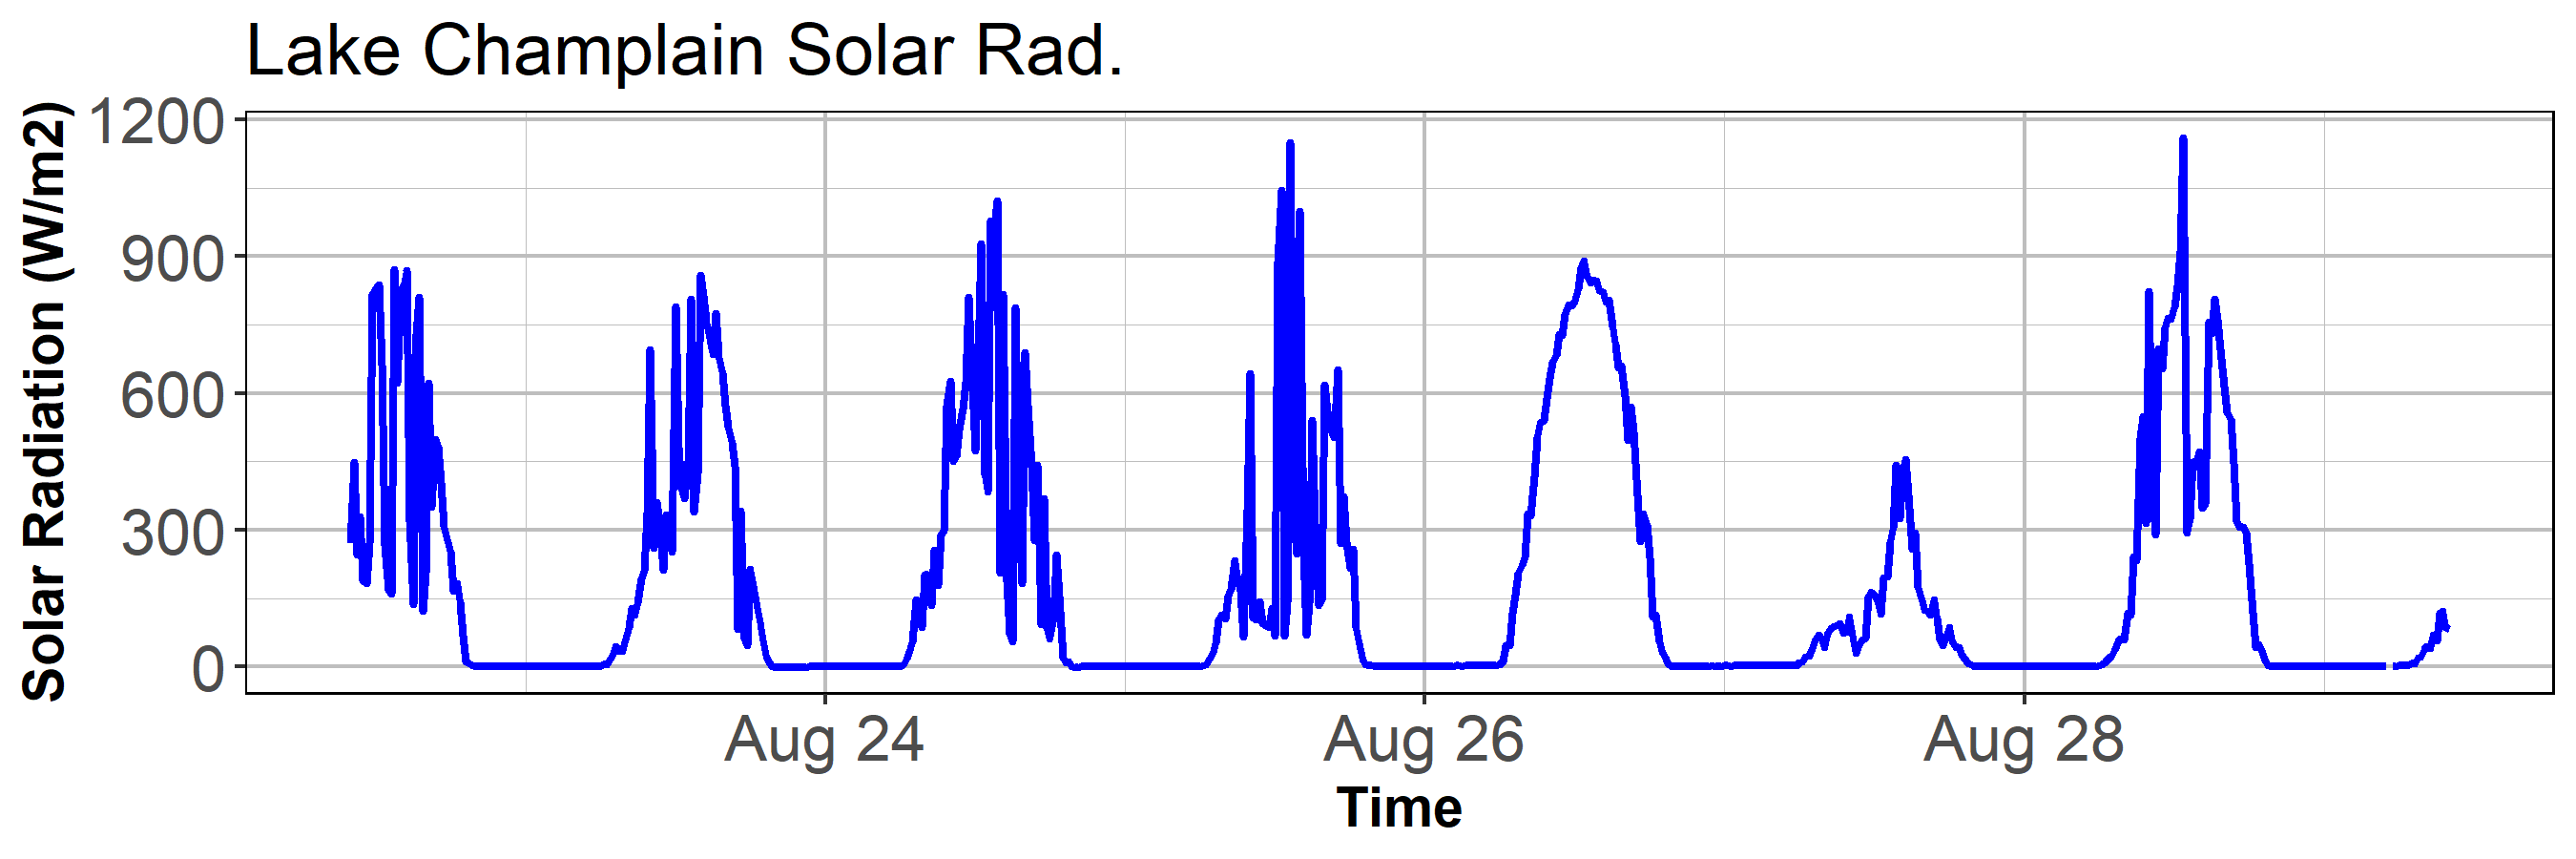 Lake Champlain Solar Rad.
Solar Radiation (W/m2)
1200
900
600
300
0
Aug 24 Aug 26 Aug 28
Time